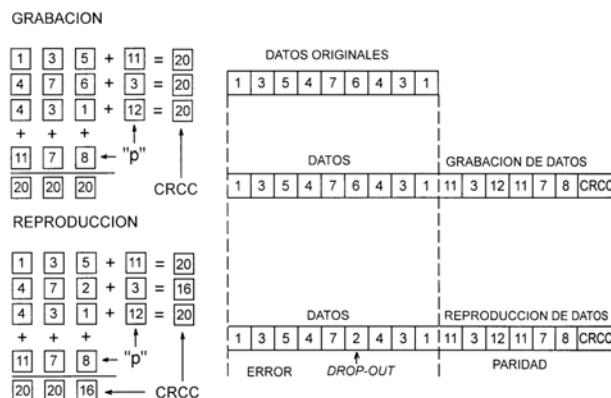 GRABACION
1 3 5 + 11 = 20
4 7 6 + 3 = 20
4 3 1 + 12 = 20
+ + +
11 7 8 "p"
20 20 20 CRCC
REPRODUCCION
1 3 5 + 11 = 20
4 7 2 + 3 = 16
4 3 1 + 12 = 20
+ + +
11 7 8 "p"
20 20 16 CRCC
DATOS ORIGINALES
1 3 5 4 7 6 4 3 1
DATOS GRABACION DE DATOS
1 3 5 4 7 6 4 3 1 11 3 12 11 7 8 CRCC
DATOS REPRODUCCION DE DATOS
1 3 5 4 7 2 4 3 1 11 3 12 11 7 8 CRCC
ERROR DROP-OUT PARIDAD